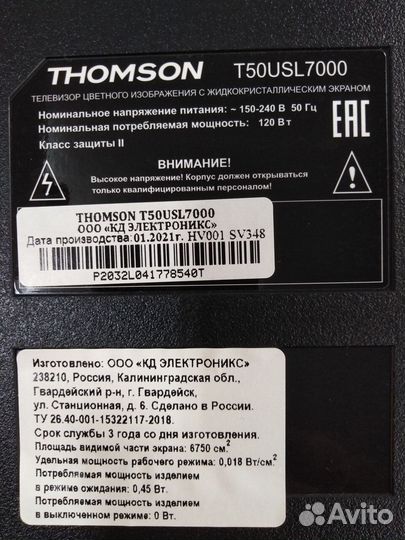 THOMSON T50USL7000
ТЕЛЕВИЗОР ЦВЕТНОГО ИЗОБРАЖЕНИЯ С ЖИДКОКРИСТАЛЛИЧЕСКИМ ЭКРАНОМ
Номинальное напряжение питания: ~ 150-240 В 50 Гц
Номинальная потребляемая мощность: 120 Вт
Класс защиты II
EAC
ВНИМАНИЕ!
Высокое напряжение! Корпус должен открываться
только квалифицированным персоналом!
THOMSON T50USL7000
ООО «КД ЭЛЕКТРОНИКС»
Дата производства:01.2021г. HV001 SV348
P2032L041778540T
Изготовлено: ООО «КД ЭЛЕКТРОНИКС»
238210, Россия, Калининградская обл.,
Гвардейский р-н, г. Гвардейск,
ул. Станционная, д. 6. Сделано в России.
ТУ 26.40-001-15322117-2018.
Срок службы 3 года со дня изготовления.
Площадь видимой части экрана: 6750 см.²
Удельная мощность рабочего режима: 0,018 Вт/см.²
Потребляемая мощность изделием
в режиме ожидания: 0,45 Вт.
Потребляемая мощность изделием
в выключенном режиме: 0 Вт.
Avito